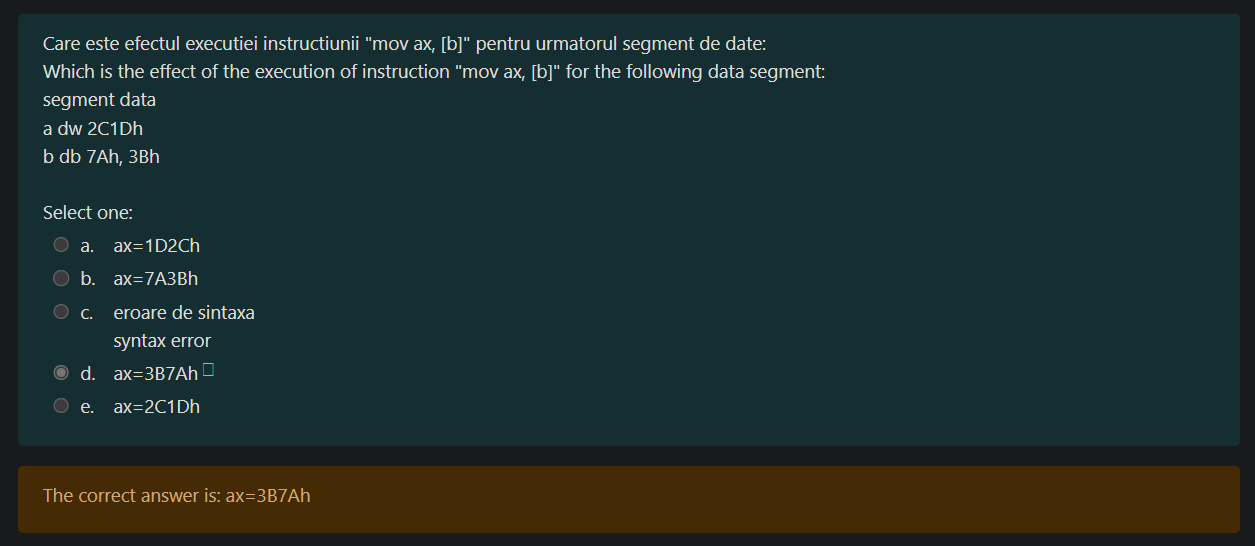 Care este efectul executiei instructiunii "mov ax, [b]" pentru urmatorul segment de date:
Which is the effect of the execution of instruction "mov ax, [b]" for the following data segment:
segment data
a dw 2C1Dh
b db 7Ah, 3Bh
Select one:
a. ax=1D2Ch
b. ax=7A3Bh
c. eroare de sintaxa
syntax error
d. ax=3B7Ah
e. ax=2C1Dh
The correct answer is: ax=3B7Ah